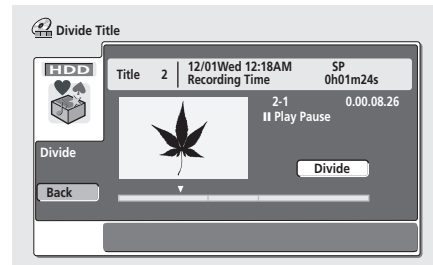 Divide Title
HDD
Title 2 12/01Wed 12:18AM SP
Recording Time 0h01m24s
2-1 0.00.08.26
Play Pause
Divide
Divide
Back